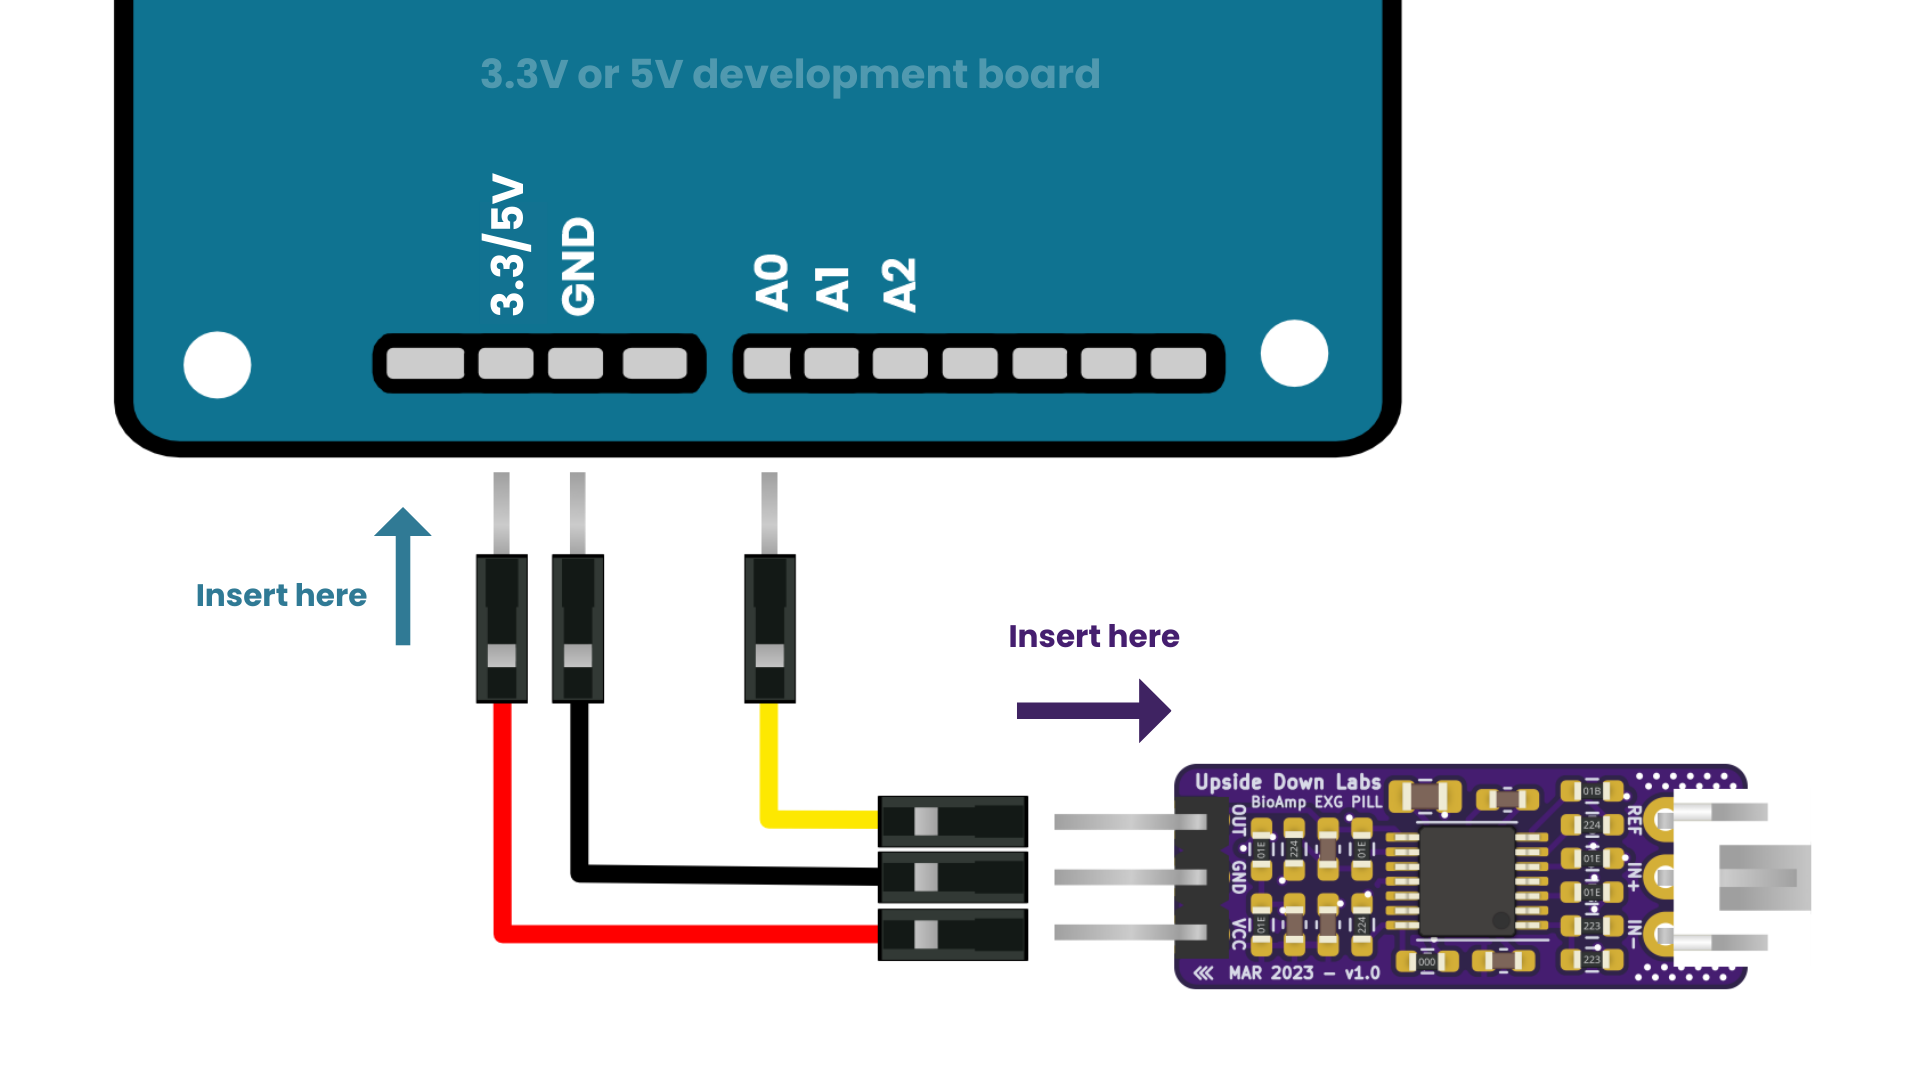 3.3V or 5V development board
3.3/5V
GND
A0
A1
A2
Insert here
Insert here
Upside Down Labs
BioAmp EXG PILL
OUT
GND
VCC
REF
IN+
IN-
01E
224
01E
01E
224
01B
224
01E
01E
223
223
000
MAR 2023 – v1.0